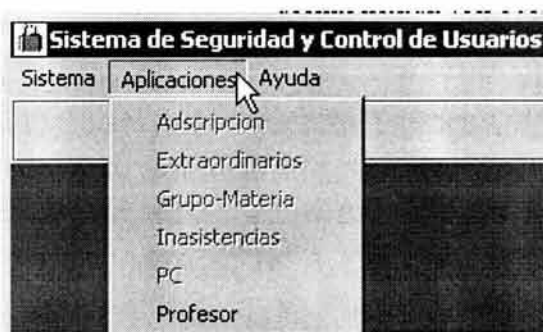 Sistema de Seguridad y Control de Usuarios
Sistema Aplicaciones Ayuda
Adscripcion
Extraordinarios
Grupo-Materia
Inasistencias
PC
Profesor